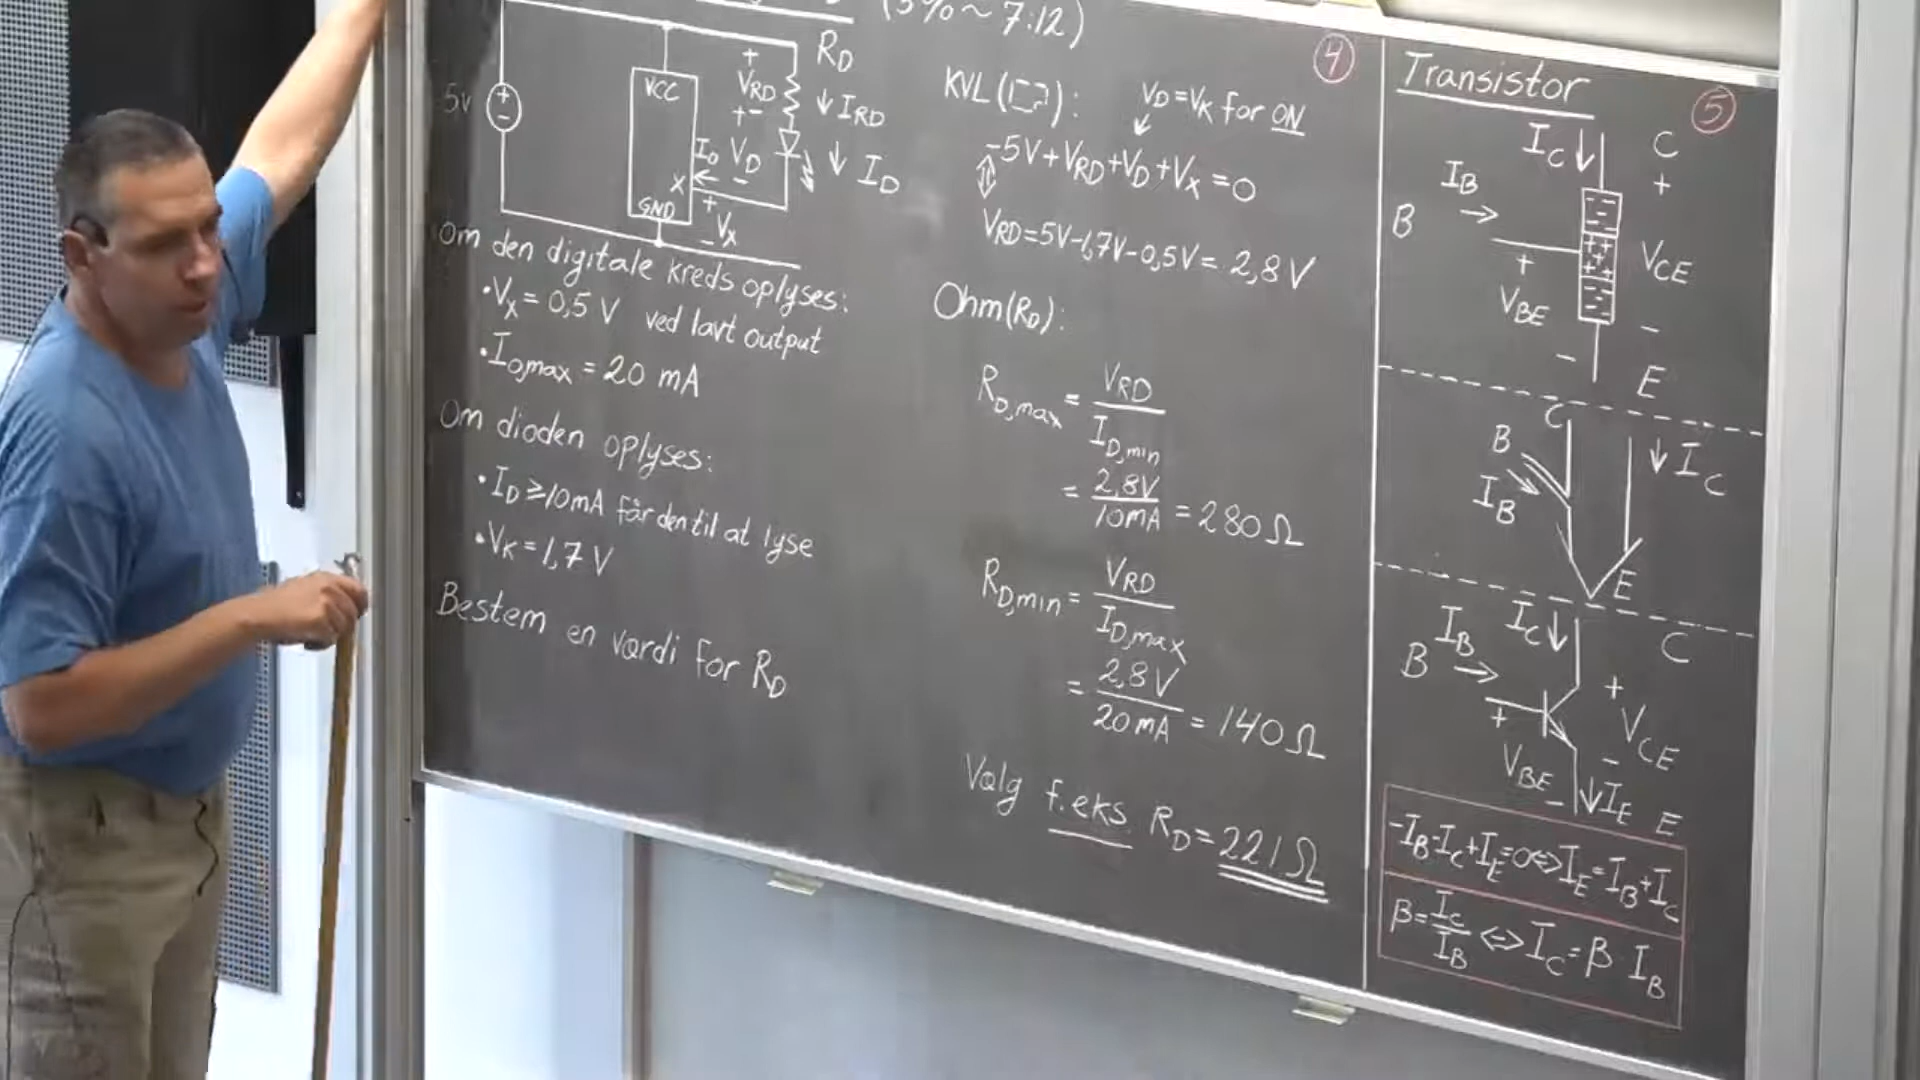 (5% ~ 7:12)
5V
VCC
GND
X
+
V_RD
+ -
R_D
↓ I_RD
I_O
←
V_D
-
↓ I_D
+
V_X
-
Om den digitale kreds oplyses:
• V_X = 0,5 V ved lavt output
• I_O,max = 20 mA
Om dioden oplyses:
• I_D ≥ 10mA får den til at lyse
• V_K = 1,7 V
Bestem en værdi for R_D
4
KVL( ):
V_D = V_K for ON
-5V + V_RD + V_D + V_X = 0
⇕
V_RD = 5V - 1,7V - 0,5V = 2,8 V
Ohm(R_D):
R_D,max = V_RD / I_D,min
= 2,8V / 10mA = 280 Ω
R_D,min = V_RD / I_D,max
= 2,8V / 20mA = 140 Ω
Vælg f.eks. R_D = 221 Ω
Transistor
5
I_C ↓
C
+
I_B
→
B
+
V_BE
-
V_CE
-
E
C
B
I_B
↓ I_C
E
I_C ↓
C
I_B
B →
+
+
V_CE
-
V_BE
-
↓ I_E
E
-I_B - I_C + I_E = 0 ⇔ I_E = I_B + I_C
β = I_C / I_B ⇔ I_C = β I_B